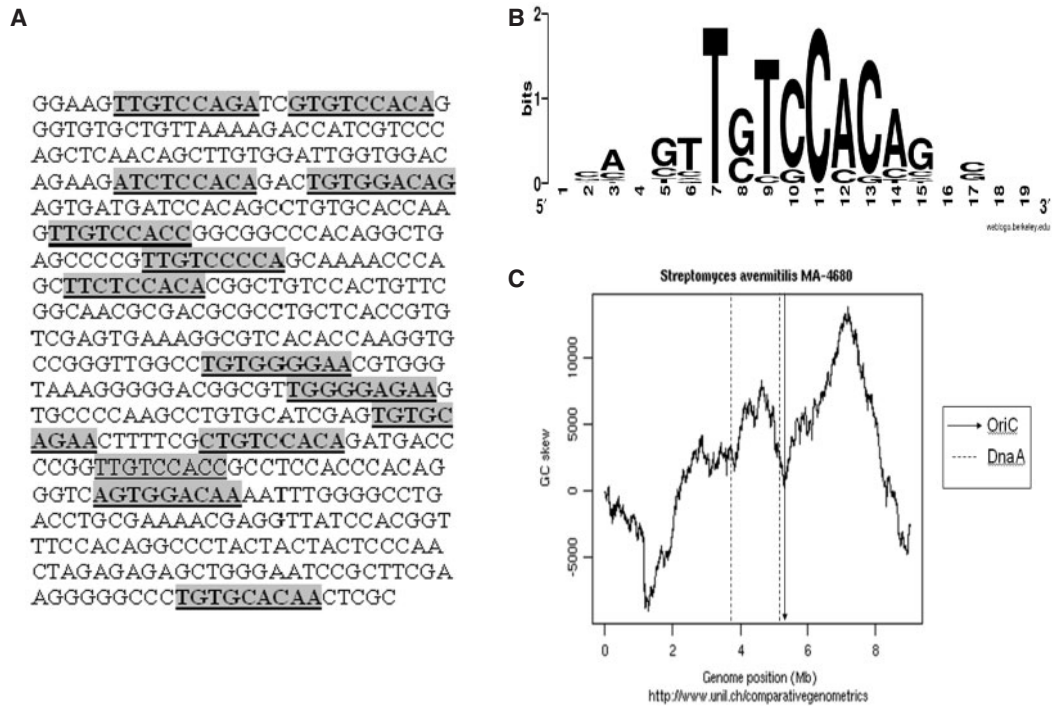 A
GGAAGTTGTCCAGATCGTGTCCACAG
GGTGTGCTGTTAAAAGACCATCGTCCC
AGCTCAACAGCTTGTGGATTGGTGGAC
AGAAGATCTCCACAGACTGTGGACAG
AGTGATGATCCACAGCCTGTGCACCAA
GTTGTCCACCGGCGGCCCACAGGCTG
AGCCCCGTTGTCCCCAGCAAAACCCA
GCTTCTCCACACGGCTGTCCACTGTTC
GGCAACGCGACGCGCCTGCTCACCGTG
TCGAGTGAAAGGCGTCACACCAAGGTG
CCGGGTTGGCCTGTGGGGAACGTGGG
TAAAGGGGGACGGCGTTGGGGAGAAG
TGCCCCAAGCCTGTGCATCGAGTGTGC
AGAACTTTTCGCTGTCCACAGATGACC
CCGGTTGTCCACCGCCTCCACCCACAG
GGTCAGTGGACAAAATTTGGGGCCTG
ACCTGCGAAAACGAGGTTATCCACGGT
TTCCACAGGCCCTACTACTACTCCCAA
CTAGAGAGAGCTGGGAATCCGCTTCGA
AGGGGGCCCTGTGCACAACTCGC
B
2
bits
1
0
1 2 3 4 5 6 7 8 9 10 11 12 13 14 15 16 17 18 19
5′ 3′
weblogo.berkeley.edu
C
Streptomyces avermitilis MA-4680
GC skew
10000
5000
0
-5000
0 2 4 6 8
Genome position (Mb)
http://www.unil.ch/comparativegenometrics
OriC
DnaA